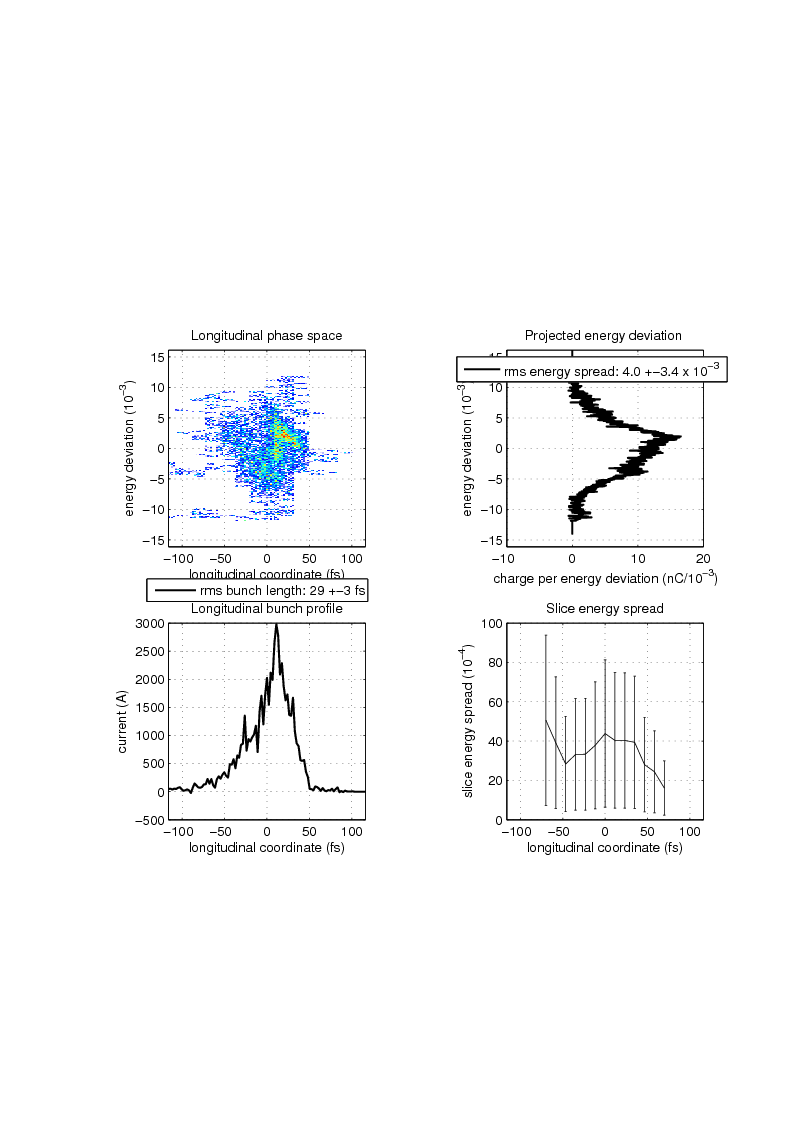 Longitudinal phase space
15
10
5
0
−5
−10
−15
energy deviation (10−3)
−100 −50 0 50 100
longitudinal coordinate (fs)
Projected energy deviation
rms energy spread: 4.0 +−3.4 x 10−3
15
10
5
0
−5
−10
−15
energy deviation (10−3)
−10 0 10 20
charge per energy deviation (nC/10−3)
rms bunch length: 29 +−3 fs
Longitudinal bunch profile
3000
2500
2000
1500
1000
500
0
−500
current (A)
−100 −50 0 50 100
longitudinal coordinate (fs)
Slice energy spread
100
80
60
40
20
0
slice energy spread (10−4)
−100 −50 0 50 100
longitudinal coordinate (fs)